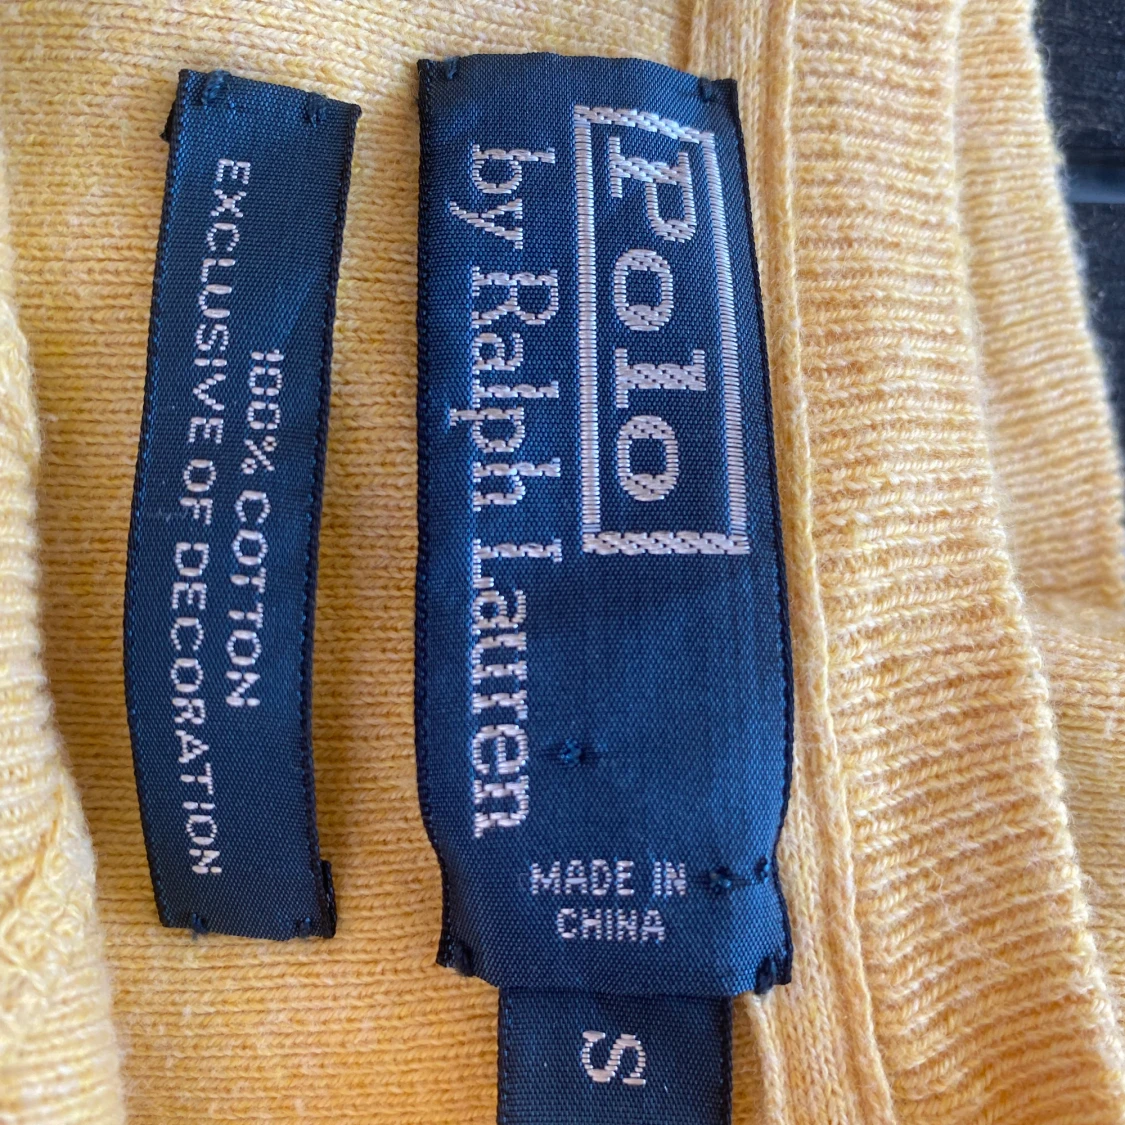 Polo
by Ralph Lauren
MADE IN
CHINA
S
100% COTTON
EXCLUSIVE OF DECORATION